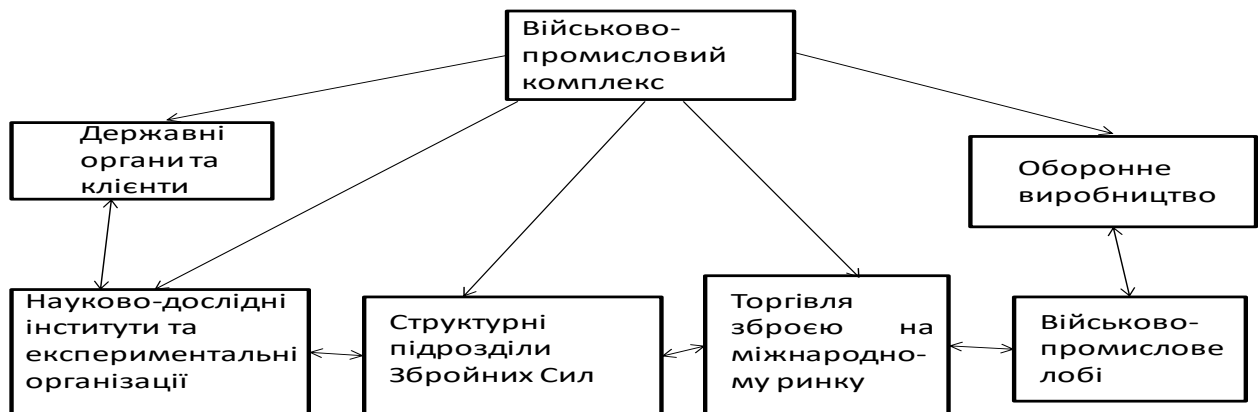 Військово-
промисловий
комплекс
Державні
органи та
клієнти
Оборонне
виробництво
Науково-дослідні
інститути та
експериментальні
організації
Структурні
підрозділи
Збройних Сил
Торгівля
зброєю на
міжнародно-
му ринку
Військово-
промислове
лобі